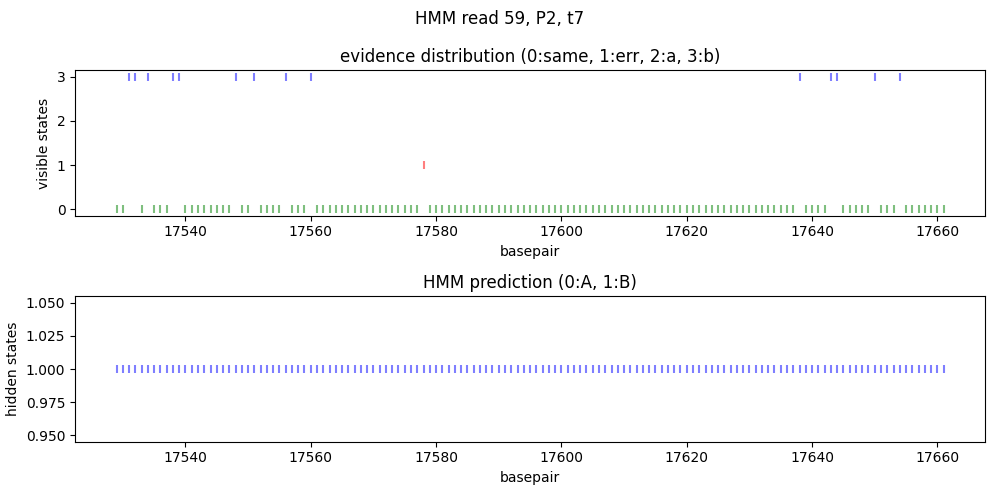 HMM read 59, P2, t7
evidence distribution (0:same, 1:err, 2:a, 3:b)
visible states
3
2
1
0
17540 17560 17580 17600 17620 17640 17660
basepair
HMM prediction (0:A, 1:B)
hidden states
1.050
1.025
1.000
0.975
0.950
17540 17560 17580 17600 17620 17640 17660
basepair